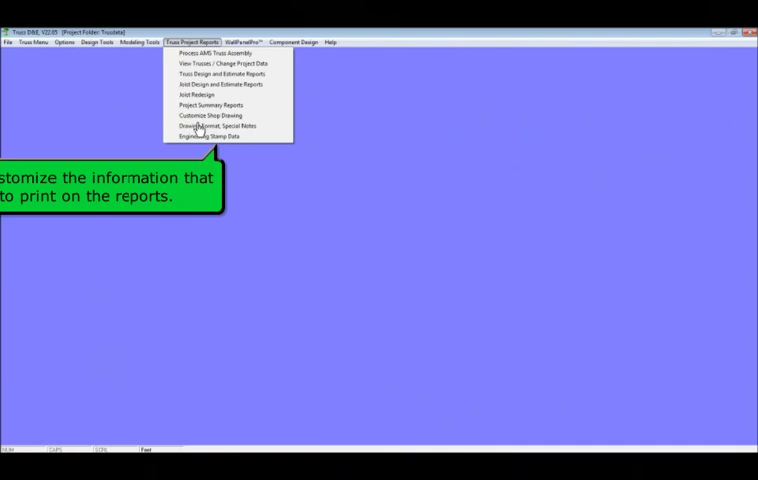 Truss D&E, V22.05 [Project Folder: Trusdata]
File Truss Menu Options Design Tools Modeling Tools Truss Project Reports WallPanelPro™ Component Design Help
Process AMS Truss Assembly
View Trusses / Change Project Data
Truss Design and Estimate Reports
Joist Design and Estimate Reports
Joist Redesign
Project Summary Reports
Customize Shop Drawing
Drawing Format, Special Notes
Engineering Stamp Data
stomize the information that
to print on the reports.
NUM CAPS SCRL Feet